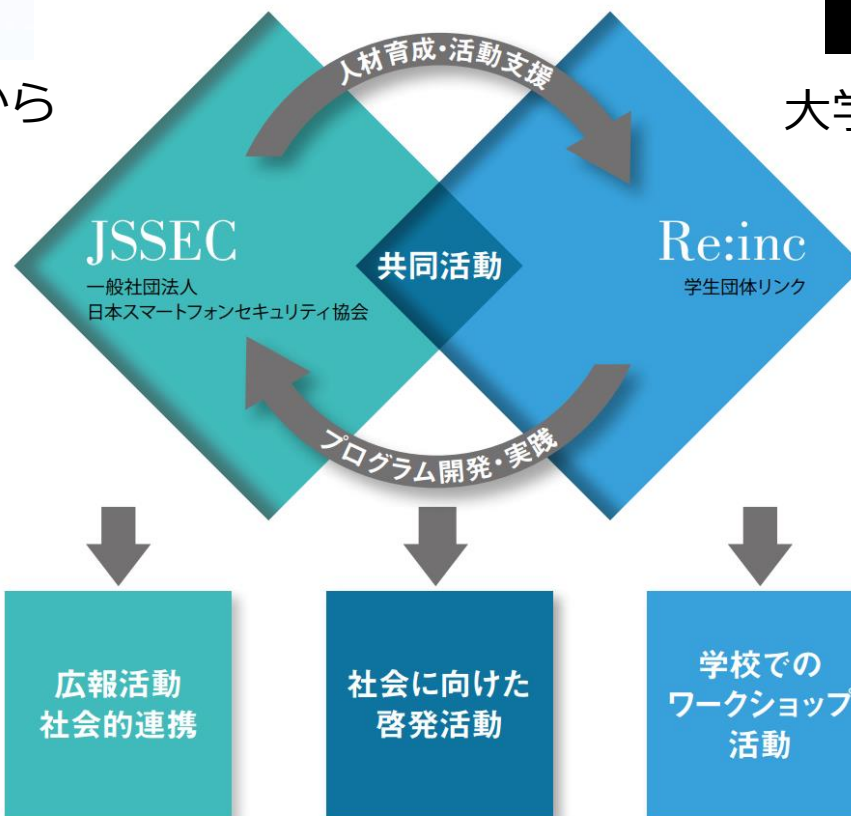 から
大学
人材育成・活動支援
JSSEC
一般社団法人
日本スマートフォンセキュリティ協会
共同活動
Re:inc
学生団体リンク
プログラム開発・実践
広報活動
社会的連携
社会に向けた
啓発活動
学校での
ワークショップ
活動